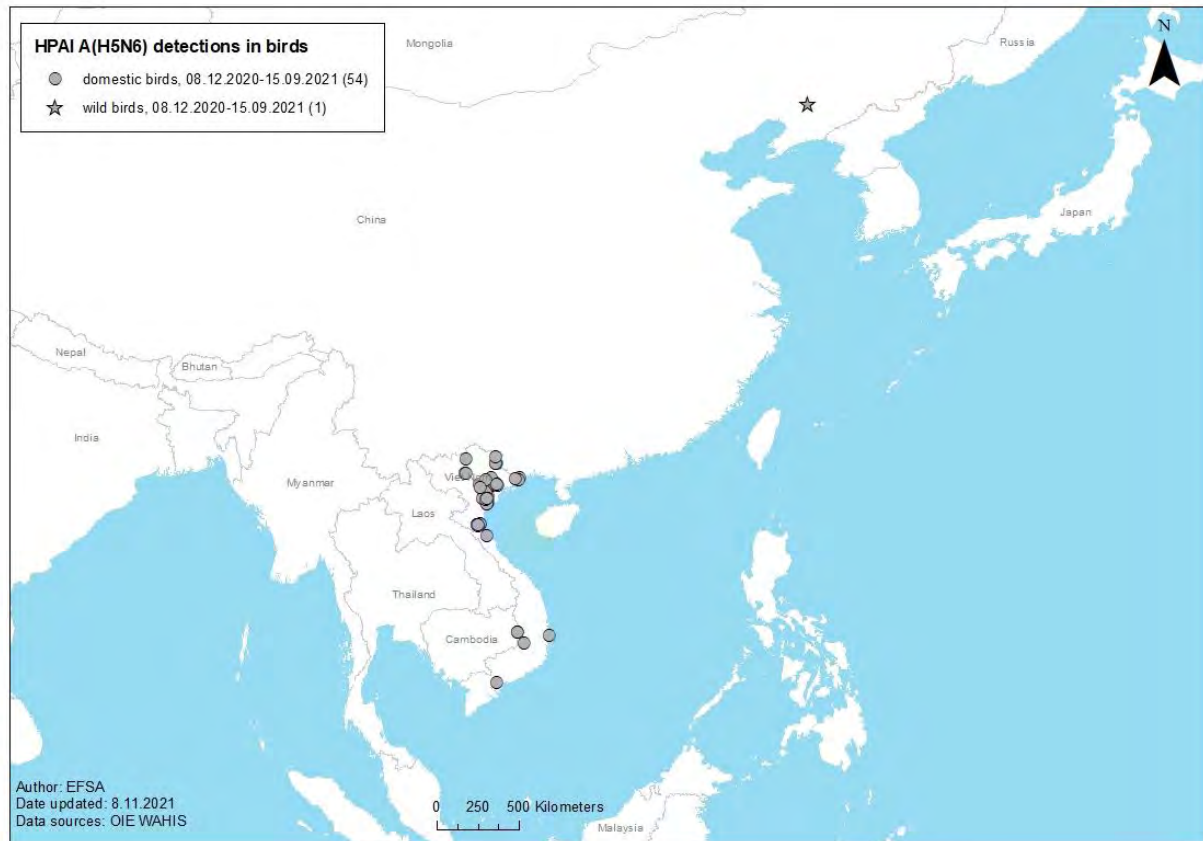 HPAI A(H5N6) detections in birds
domestic birds, 08.12.2020-15.09.2021 (54)
wild birds, 08.12.2020-15.09.2021 (1)
Mongolia
Russia
N
China
Japan
Nepal
Bhutan
India
Myanmar
Laos
Thailand
Cambodia
Malaysia
Author: EFSA
Date updated: 8.11.2021
Data sources: OIE WAHIS
0 250 500 Kilometers